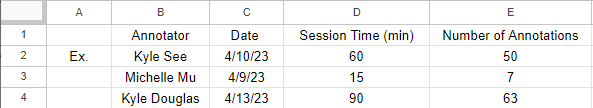 A B C D E
1 Annotator Date Session Time (min) Number of Annotations
2 Ex. Kyle See 4/10/23 60 50
3 Michelle Mu 4/9/23 15 7
4 Kyle Douglas 4/13/23 90 63